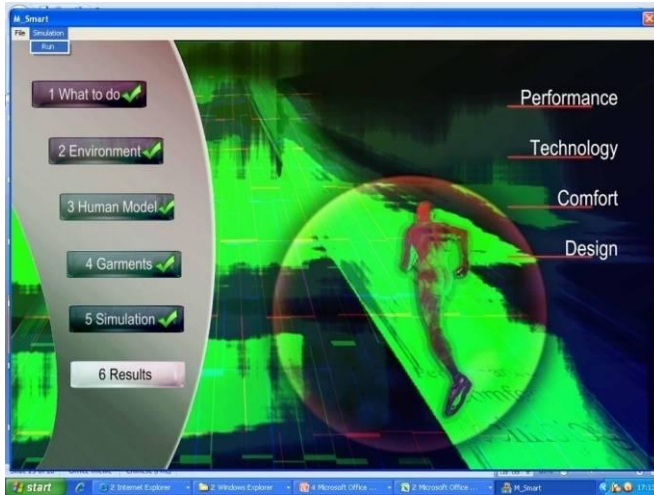 M_Smart
File Simulation
Run
1 What to do
2 Environment
3 Human Model
4 Garments
5 Simulation
6 Results
Performance
Technology
Comfort
Design
start
2 Internet Explorer
2 Windows Explorer
4 Microsoft Office ...
2 Microsoft Office ...
M_Smart